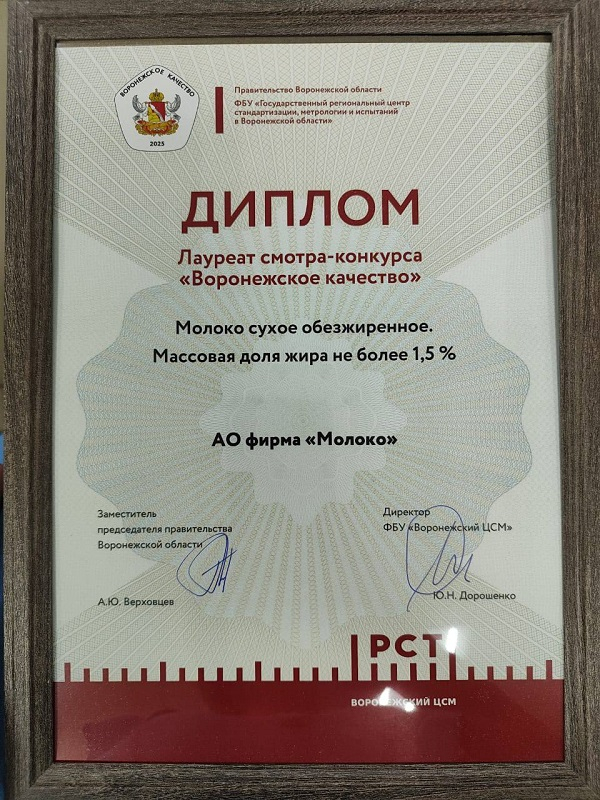 ВОРОНЕЖСКОЕ КАЧЕСТВО
2025
Правительство Воронежской области
ФБУ «Государственный региональный центр
стандартизации, метрологии и испытаний
в Воронежской области»
ДИПЛОМ
Лауреат смотра-конкурса
«Воронежское качество»
Молоко сухое обезжиренное.
Массовая доля жира не более 1,5 %
АО фирма «Молоко»
Заместитель
председателя правительства
Воронежской области
А.Ю. Верховцев
Директор
ФБУ «Воронежский ЦСМ»
Ю.Н. Дорошенко
РСТ
ВОРОНЕЖСКИЙ ЦСМ